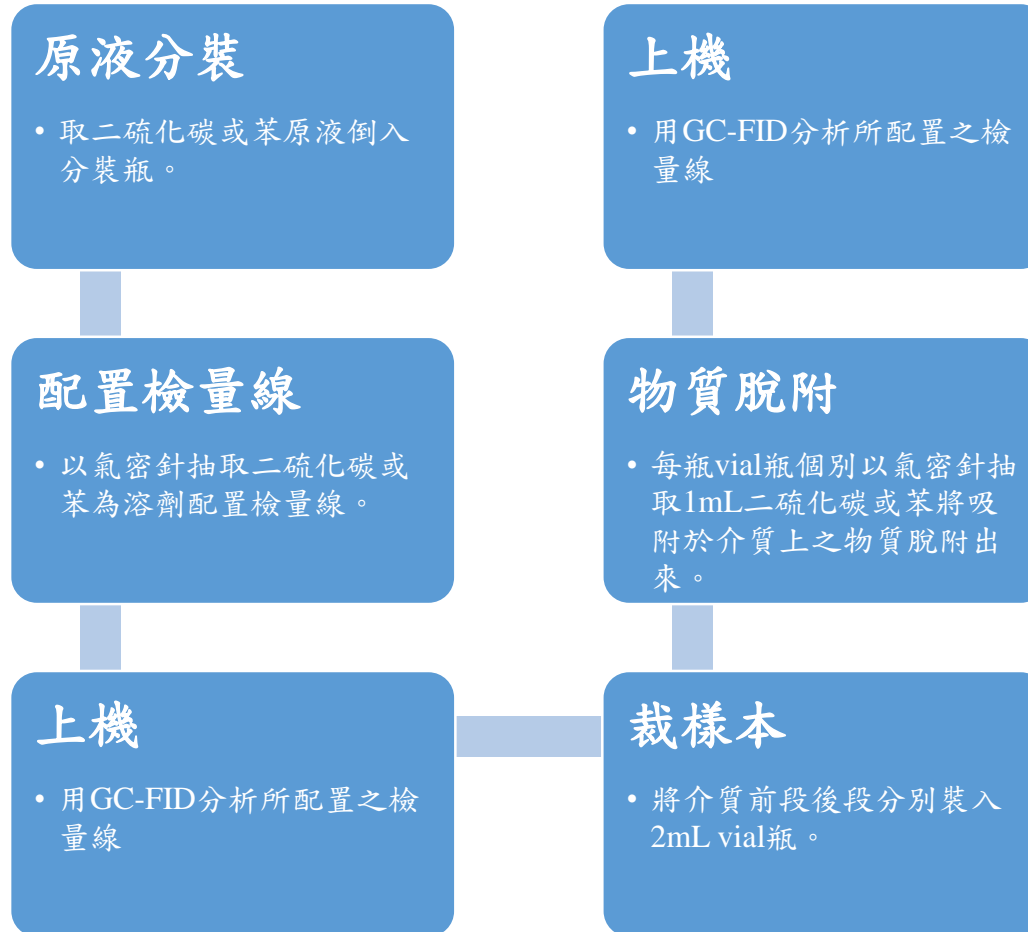 原液分裝
• 取二硫化碳或苯原液倒入
分裝瓶。
配置檢量線
• 以氣密針抽取二硫化碳或
苯為溶劑配置檢量線。
上機
• 用GC-FID分析所配置之檢
量線
裁樣本
• 將介質前段後段分別裝入
2mL vial瓶。
物質脫附
• 每瓶vial瓶個別以氣密針抽
取1mL二硫化碳或苯將吸
附於介質上之物質脫附出
來。
上機
• 用GC-FID分析所配置之檢
量線